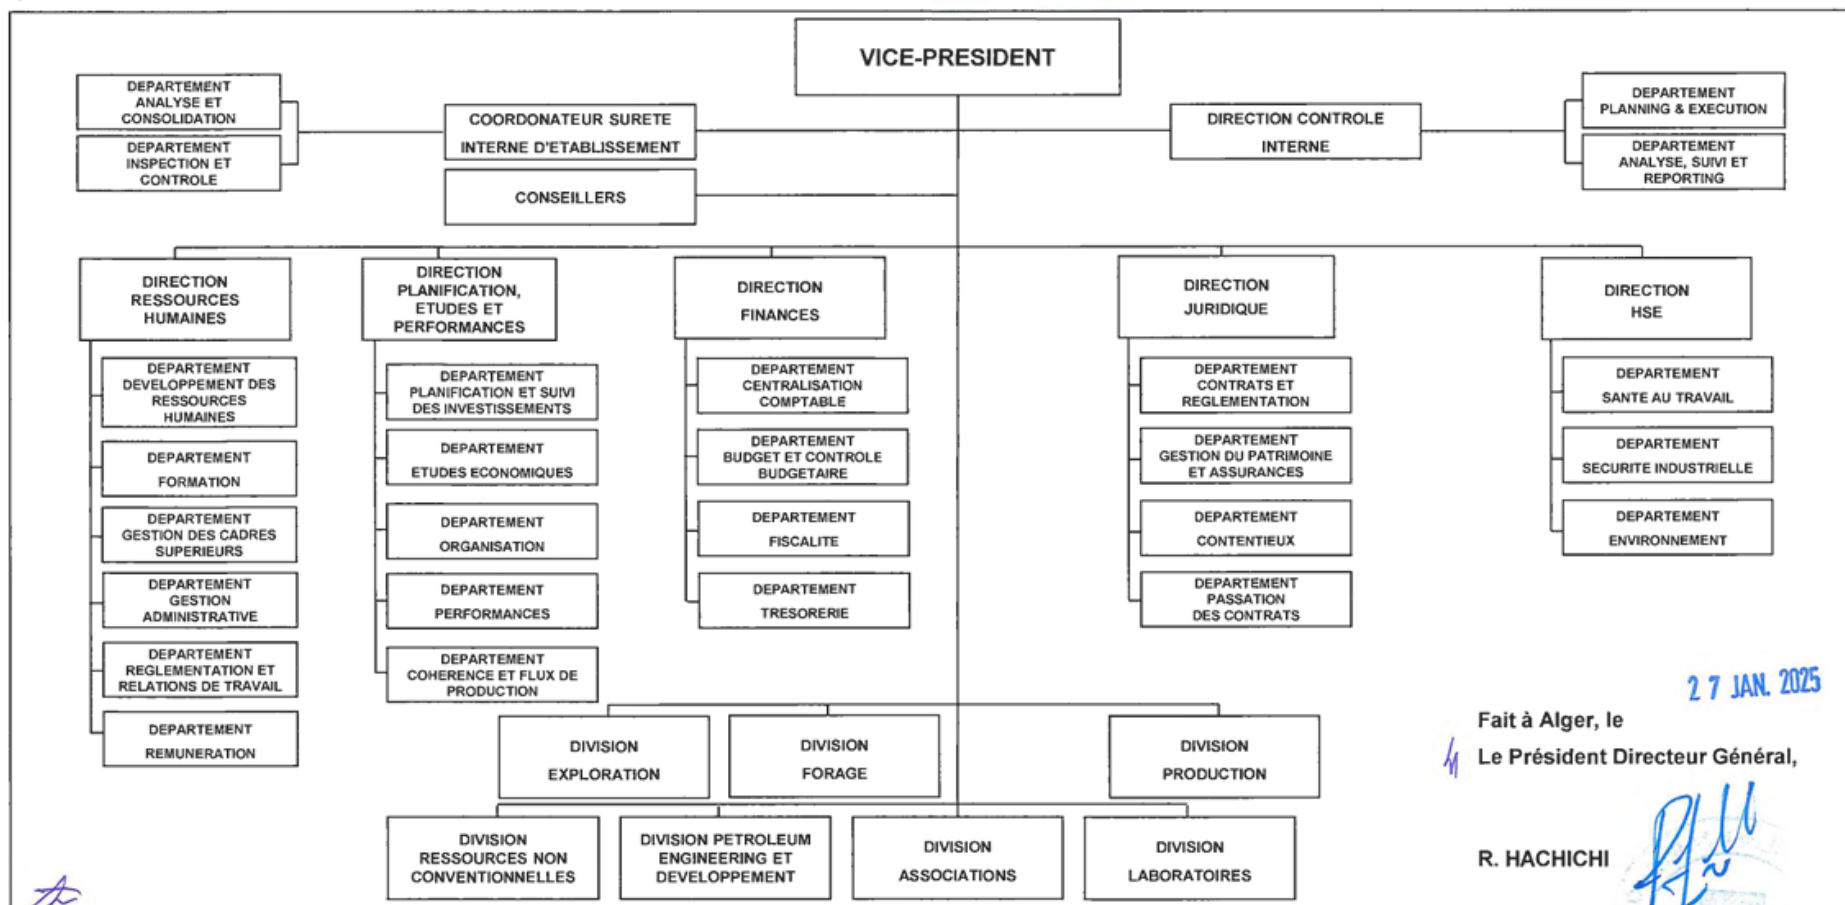 VICE-PRESIDENT
DEPARTEMENT
ANALYSE ET
CONSOLIDATION
DEPARTEMENT
INSPECTION ET
CONTROLE
COORDONATEUR SURETE
INTERNE D'ETABLISSEMENT
CONSEILLERS
DIRECTION CONTROLE
INTERNE
DEPARTEMENT
PLANNING & EXECUTION
DEPARTEMENT
ANALYSE, SUIVI ET
REPORTING
DIRECTION
RESSOURCES
HUMAINES
DEPARTEMENT
DEVELOPPEMENT DES
RESSOURCES
HUMAINES
DEPARTEMENT
FORMATION
DEPARTEMENT
GESTION DES CADRES
SUPERIEURS
DEPARTEMENT
GESTION
ADMINISTRATIVE
DEPARTEMENT
REGLEMENTATION ET
RELATIONS DE TRAVAIL
DEPARTEMENT
REMUNERATION
DIRECTION
PLANIFICATION,
ETUDES ET
PERFORMANCES
DEPARTEMENT
PLANIFICATION ET SUIVI
DES INVESTISSEMENTS
DEPARTEMENT
ETUDES ECONOMIQUES
DEPARTEMENT
ORGANISATION
DEPARTEMENT
PERFORMANCES
DEPARTEMENT
COHERENCE ET FLUX DE
PRODUCTION
DIRECTION
FINANCES
DEPARTEMENT
CENTRALISATION
COMPTABLE
DEPARTEMENT
BUDGET ET CONTROLE
BUDGETAIRE
DEPARTEMENT
FISCALITE
DEPARTEMENT
TRESORERIE
DIRECTION
JURIDIQUE
DEPARTEMENT
CONTRATS ET
REGLEMENTATION
DEPARTEMENT
GESTION DU PATRIMOINE
ET ASSURANCES
DEPARTEMENT
CONTENTIEUX
DEPARTEMENT
PASSATION
DES CONTRATS
DIRECTION
HSE
DEPARTEMENT
SANTE AU TRAVAIL
DEPARTEMENT
SECURITE INDUSTRIELLE
DEPARTEMENT
ENVIRONNEMENT
DIVISION
EXPLORATION
DIVISION
FORAGE
DIVISION
PRODUCTION
DIVISION
RESSOURCES NON
CONVENTIONNELLES
DIVISION PETROLEUM
ENGINEERING ET
DEVELOPPEMENT
DIVISION
ASSOCIATIONS
DIVISION
LABORATOIRES
27 JAN. 2025
Fait à Alger, le
Le Président Directeur Général,
R. HACHICHI